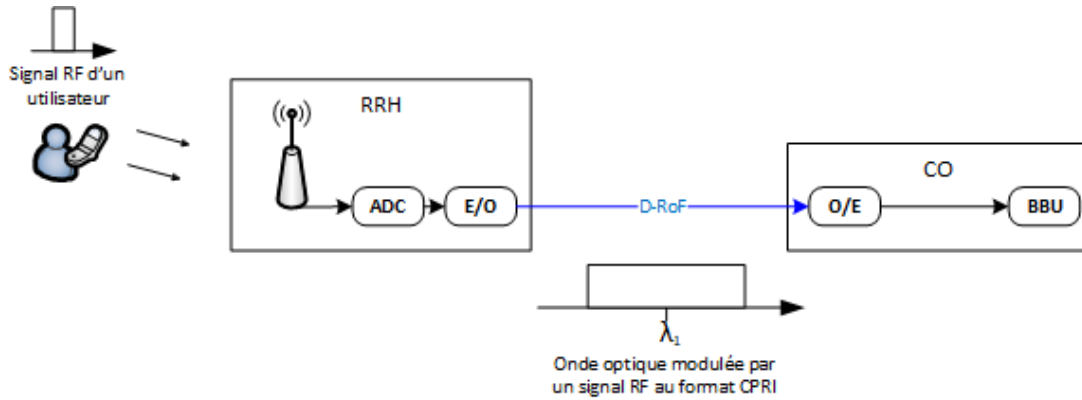 Signal RF d'un
utilisateur
RRH
ADC
E/O
D-RoF
CO
O/E
BBU
λ₁
Onde optique modulée par
un signal RF au format CPRI